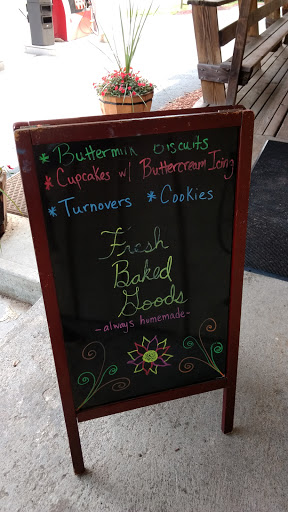 * Buttermilk biscuits
* Cupcakes w/ Buttercream Icing
* Turnovers * Cookies
Fresh
Baked
Goods
-always homemade-